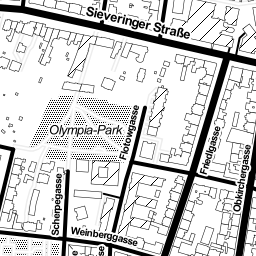 Sieveringer Straße
Olympia-Park
Flotowgasse
Friedlgasse
Obkirchergasse
Scherpegasse
Weinberggasse